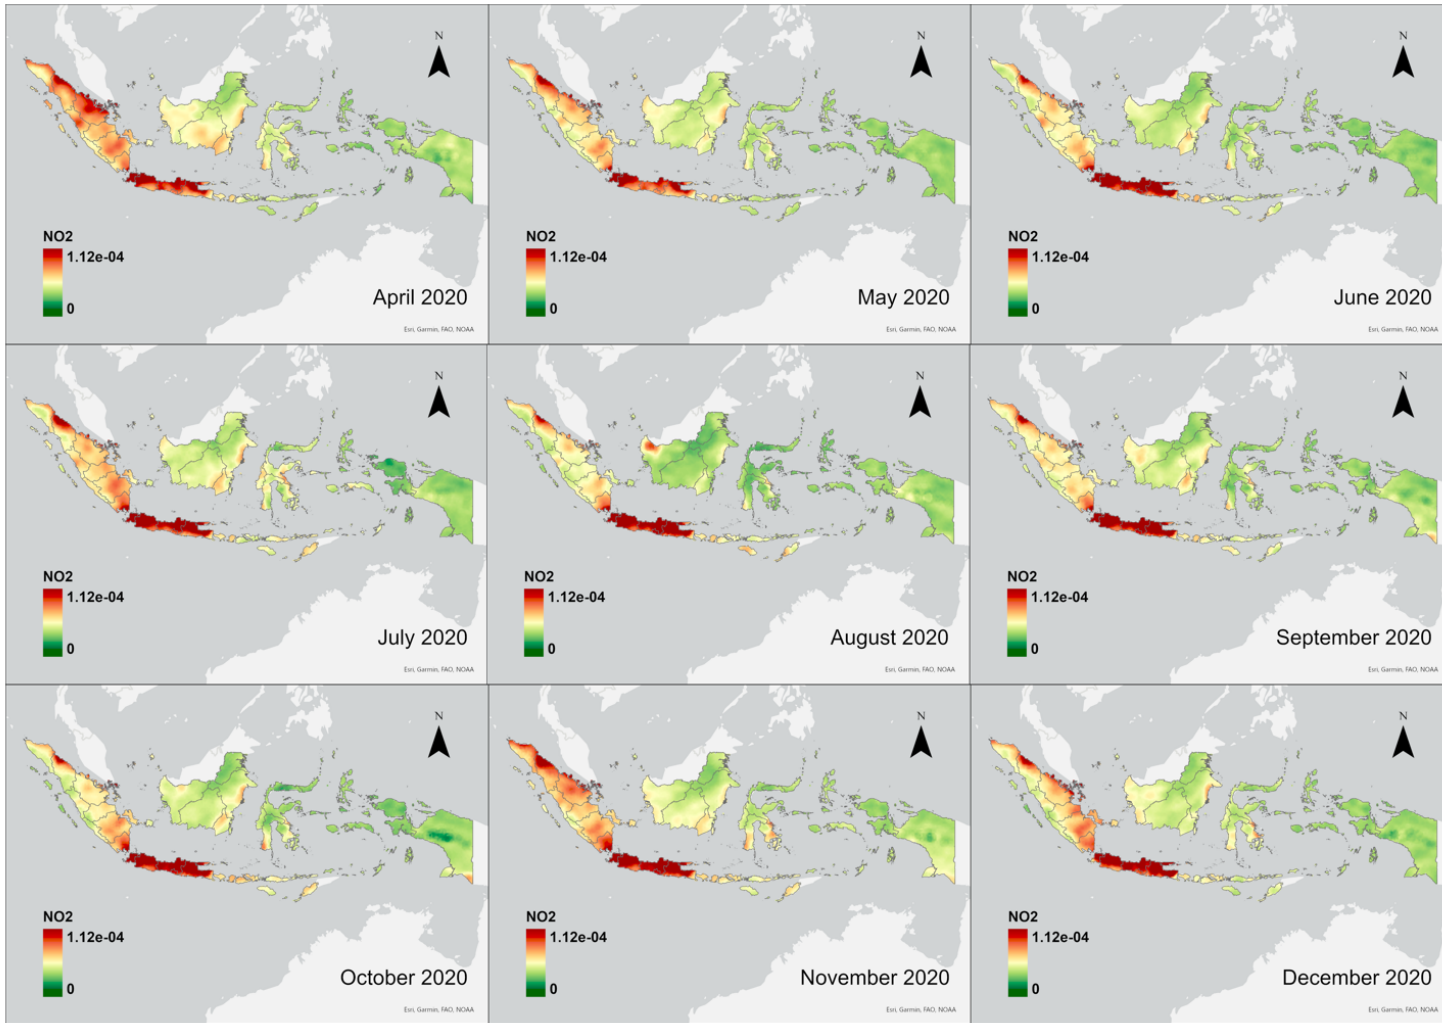 N
NO2
1.12e-04
0
April 2020
Esri, Garmin, FAO, NOAA
N
NO2
1.12e-04
0
May 2020
Esri, Garmin, FAO, NOAA
N
NO2
1.12e-04
0
June 2020
Esri, Garmin, FAO, NOAA
N
NO2
1.12e-04
0
July 2020
Esri, Garmin, FAO, NOAA
N
NO2
1.12e-04
0
August 2020
Esri, Garmin, FAO, NOAA
N
NO2
1.12e-04
0
September 2020
Esri, Garmin, FAO, NOAA
N
NO2
1.12e-04
0
October 2020
Esri, Garmin, FAO, NOAA
N
NO2
1.12e-04
0
November 2020
Esri, Garmin, FAO, NOAA
N
NO2
1.12e-04
0
December 2020
Esri, Garmin, FAO, NOAA